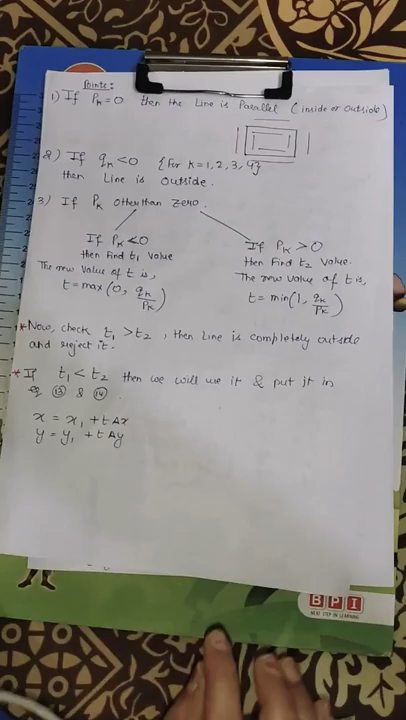 Points:
1) If Pk=0 then the Line is Parallel (inside or outside)
2) If qk<0 {For k=1,2,3,4}
then Line is outside.
3) If Pk other than zero.
If Pk<0
then find t1 value
The new value of t is,
t=max(0, qk/Pk)
If Pk>0
then Find t2 value.
The new value of t is,
t=min(1, qk/Pk)
*Now, check t1>t2, then Line is completely outside
and reject it.
*If t1<t2 then we will use it & put it in
eq 13 & 14
x = x1 + tΔx
y = y1 + tΔy
BPI
NEXT STEP IN LEARNING